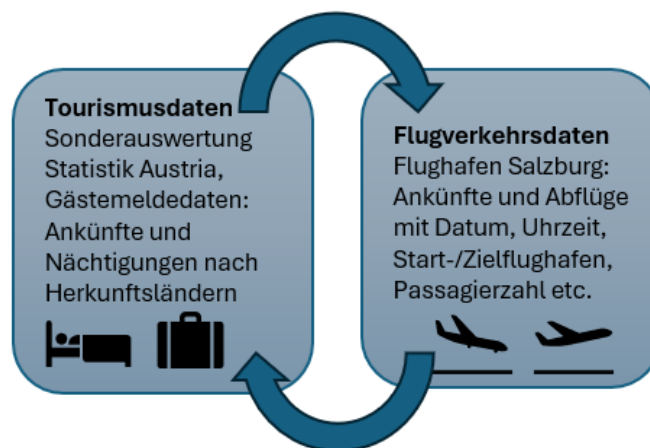 Tourismusdaten
Sonderauswertung
Statistik Austria,
Gästemeldedaten:
Ankünfte und
Nächtigungen nach
Herkunftsländern
Flugverkehrsdaten
Flughafen Salzburg:
Ankünfte und Abflüge
mit Datum, Uhrzeit,
Start-/Zielflughafen,
Passagierzahl etc.